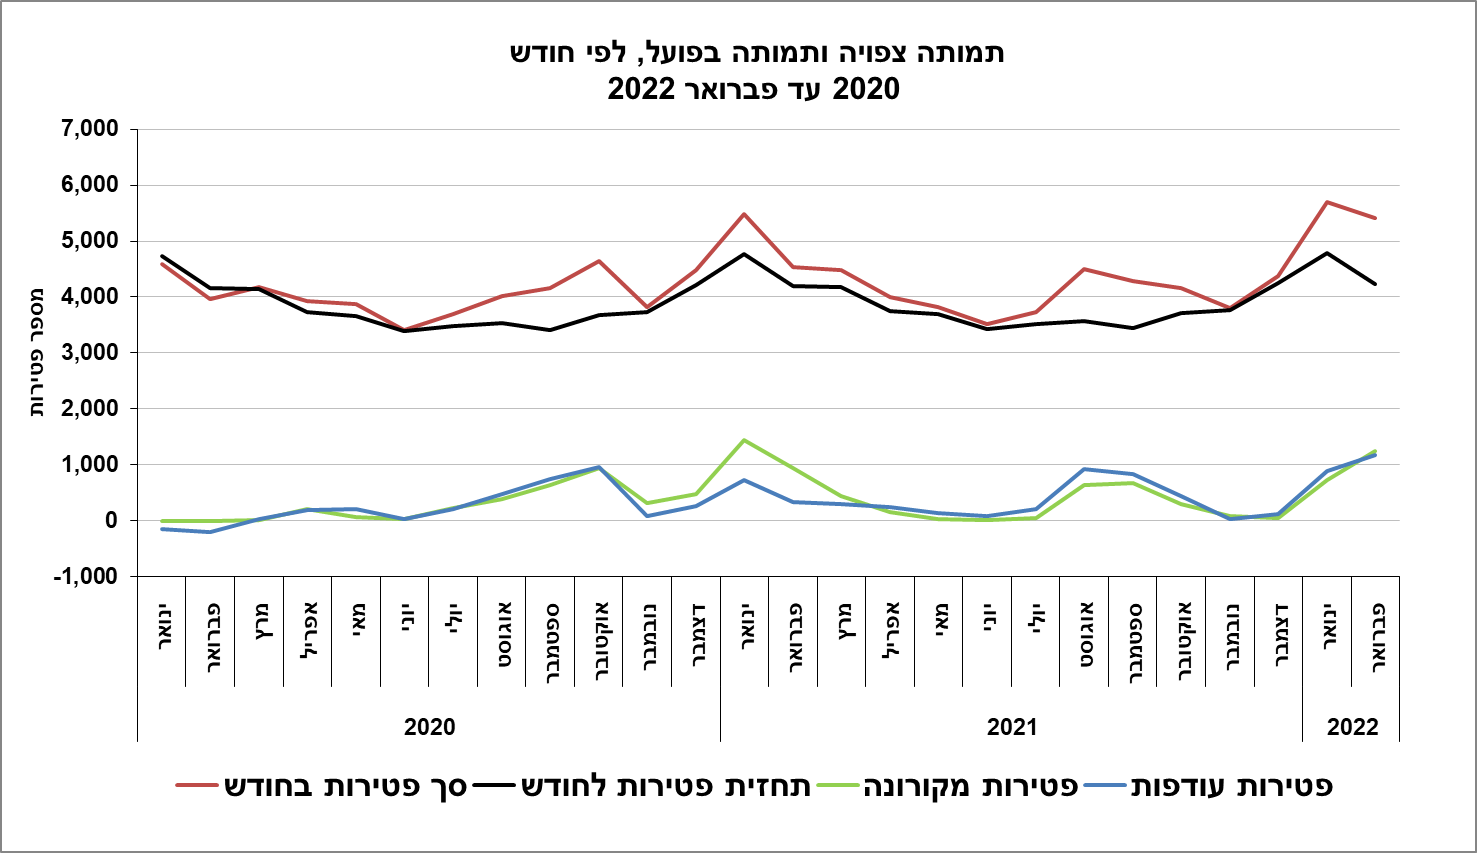 תמותה צפויה ותמותה בפועל, לפי חודש
2020 עד פברואר 2022
7,000
6,000
5,000
4,000
3,000
2,000
1,000
0
-1,000
מספר פטירות
ינואר
פברואר
מרץ
אפריל
מאי
יוני
יולי
אוגוסט
ספטמבר
אוקטובר
נובמבר
דצמבר
ינואר
פברואר
מרץ
אפריל
מאי
יוני
יולי
אוגוסט
ספטמבר
אוקטובר
נובמבר
דצמבר
ינואר
פברואר
2020
2021
2022
סך פטירות בחודש
תחזית פטירות לחודש
פטירות מקורונה
פטירות עודפות